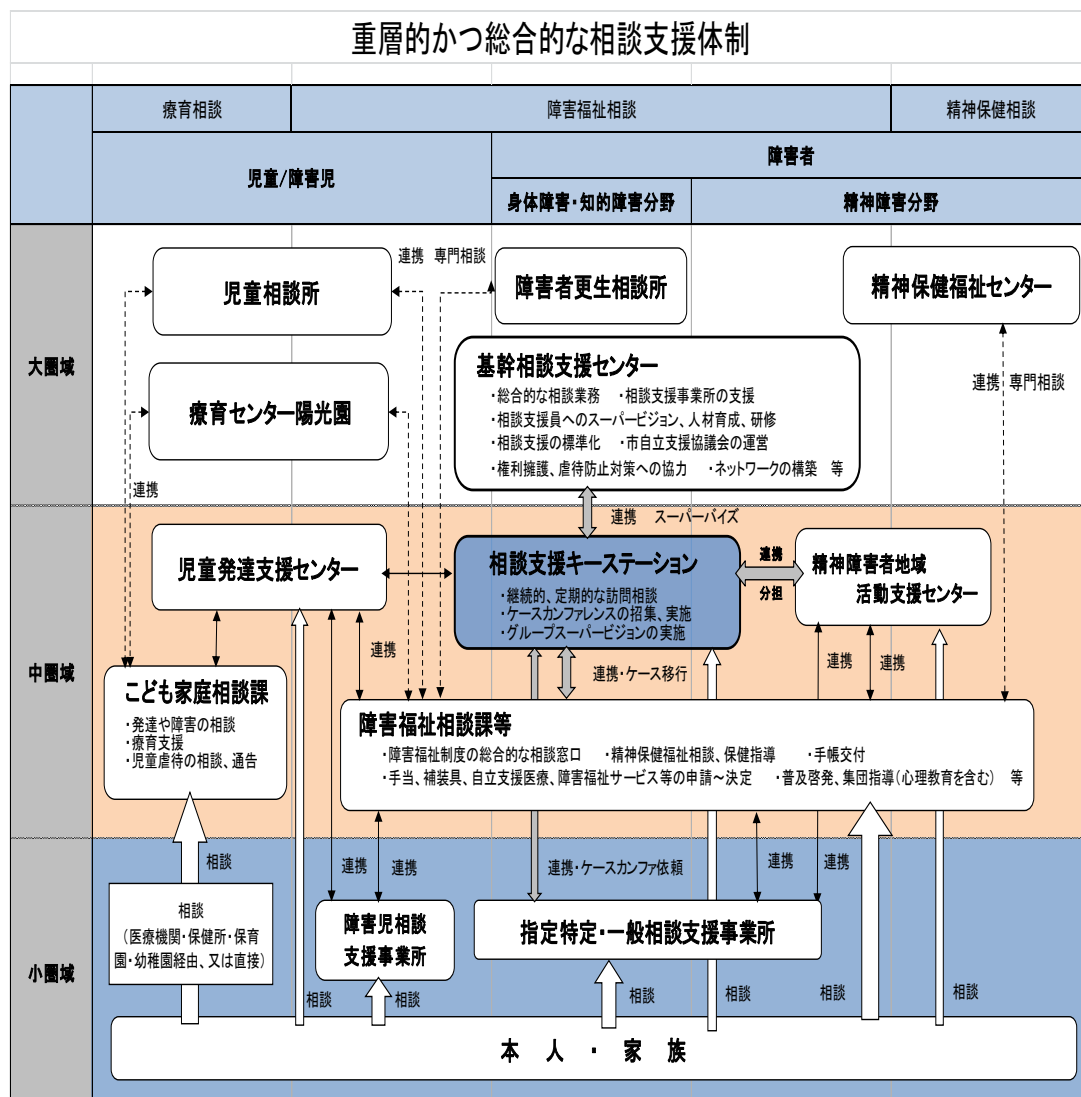 重層的かつ総合的な相談支援体制
療育相談
障害福祉相談
精神保健相談
児童/障害児
障害者
身体障害・知的障害分野
精神障害分野
大圏域
児童相談所
連携 専門相談
障害者更生相談所
精神保健福祉センター
療育センター陽光園
基幹相談支援センター
・総合的な相談業務 ・相談支援事業所の支援
・相談支援員へのスーパービジョン、人材育成、研修
・相談支援の標準化 ・市自立支援協議会の運営
・権利擁護、虐待防止対策への協力 ・ネットワークの構築 等
連携 専門相談
連携
連携 スーパーバイズ
中圏域
児童発達支援センター
相談支援キーステーション
・継続的、定期的な訪問相談
・ケースカンファレンスの招集、実施
・グループスーパービジョンの実施
連携
分担
精神障害者地域
活動支援センター
連携
連携・ケース移行
連携
連携
こども家庭相談課
・発達や障害の相談
・療育支援
・児童虐待の相談、通告
障害福祉相談課等
・障害福祉制度の総合的な相談窓口 ・精神保健福祉相談、保健指導 ・手帳交付
・手当、補装具、自立支援医療、障害福祉サービス等の申請～決定 ・普及啓発、集団指導(心理教育を含む) 等
小圏域
相談
連携
連携
連携・ケースカンファ依頼
連携
連携
相談
(医療機関・保健所・保育
園・幼稚園経由、又は直接)
障害児相談
支援事業所
指定特定・一般相談支援事業所
相談
相談
相談
相談
相談
相談
本 人 ・ 家 族